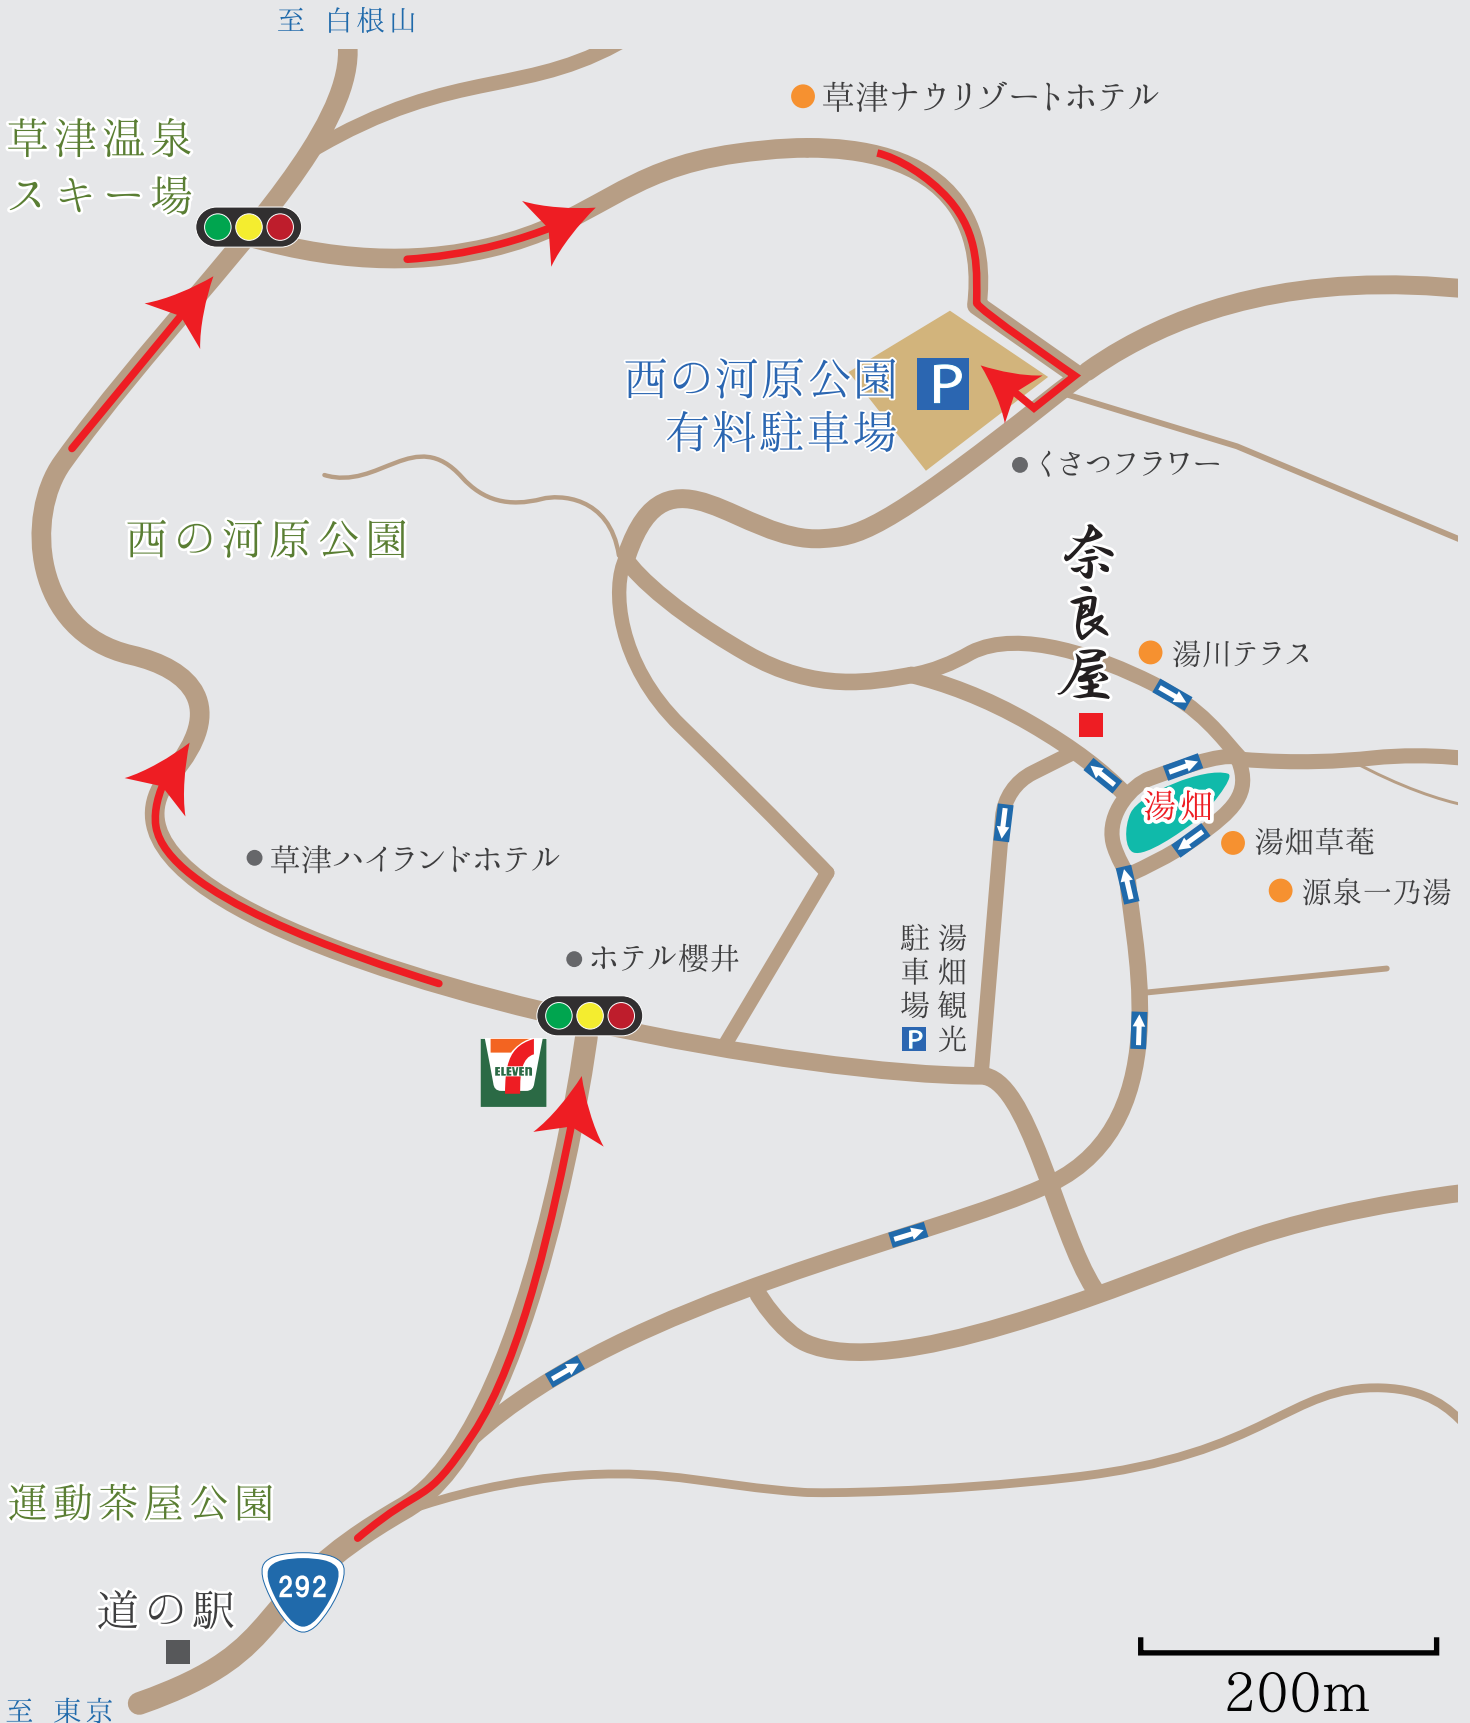 至 白根山
草津ナウリゾートホテル
草津温泉
スキー場
西の河原公園
有料駐車場
P
くさつフラワー
西の河原公園
奈良屋
湯川テラス
湯畑
湯畑草菴
源泉一乃湯
草津ハイランドホテル
ホテル櫻井
湯畑観光
駐車場
P
7
ELEVEN
運動茶屋公園
292
道の駅
至 東京
200m